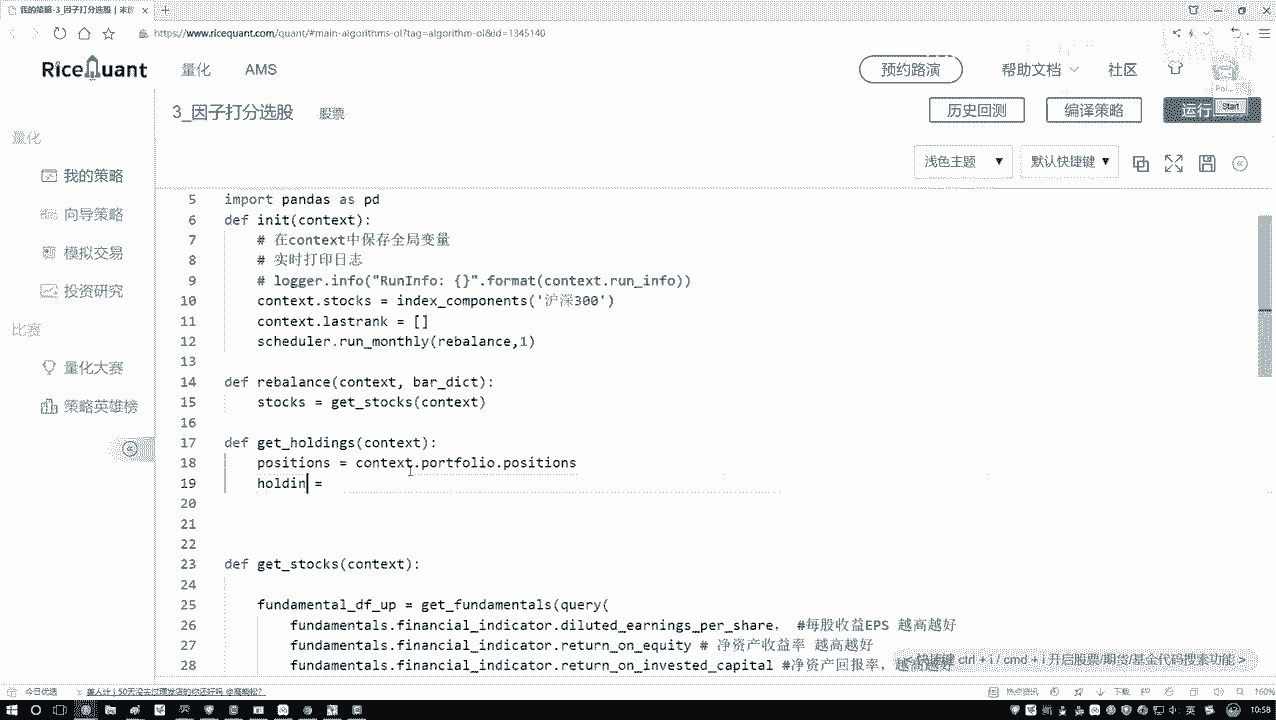 我的策略-3_因子打分选股
https://www.ricequant.com/quant/#main-algorithms-ol?tag=algorithm-ol&id=1345140
RiceQuant
量化
AMS
预约路演
帮助文档
社区
3_因子打分选股
股票
历史回测
编译策略
运行
Start
浅色主题
默认快捷键
量化
我的策略
向导策略
模拟交易
投资研究
比赛
量化大赛
策略英雄榜
5 import pandas as pd
6 def init(context):
7 # 在context中保存全局变量
8 # 实时打印日志
9 # logger.info("RunInfo: {}".format(context.run_info))
10 context.stocks = index_components('沪深300')
11 context.lastrank = []
12 scheduler.run_monthly(rebalance,1)
13
14 def rebalance(context, bar_dict):
15 stocks = get_stocks(context)
16
17 def get_holdings(context):
18 positions = context.portfolio.positions
19 holdin =
20
21
22
23 def get_stocks(context):
24
25 fundamental_df_up = get_fundamentals(query(
26 fundamentals.financial_indicator.diluted_earnings_per_share, #每股收益EPS 越高越好
27 fundamentals.financial_indicator.return_on_equity # 净资产收益率 越高越好
28 fundamentals.financial_indicator.return_on_invested_capital #净资产回报率，越高越好
快捷键 ctrl + i / cmd + i 开启股票/期货/基金代码搜索功能 >
今日优选
热点资讯
下载
160%
英
10:58